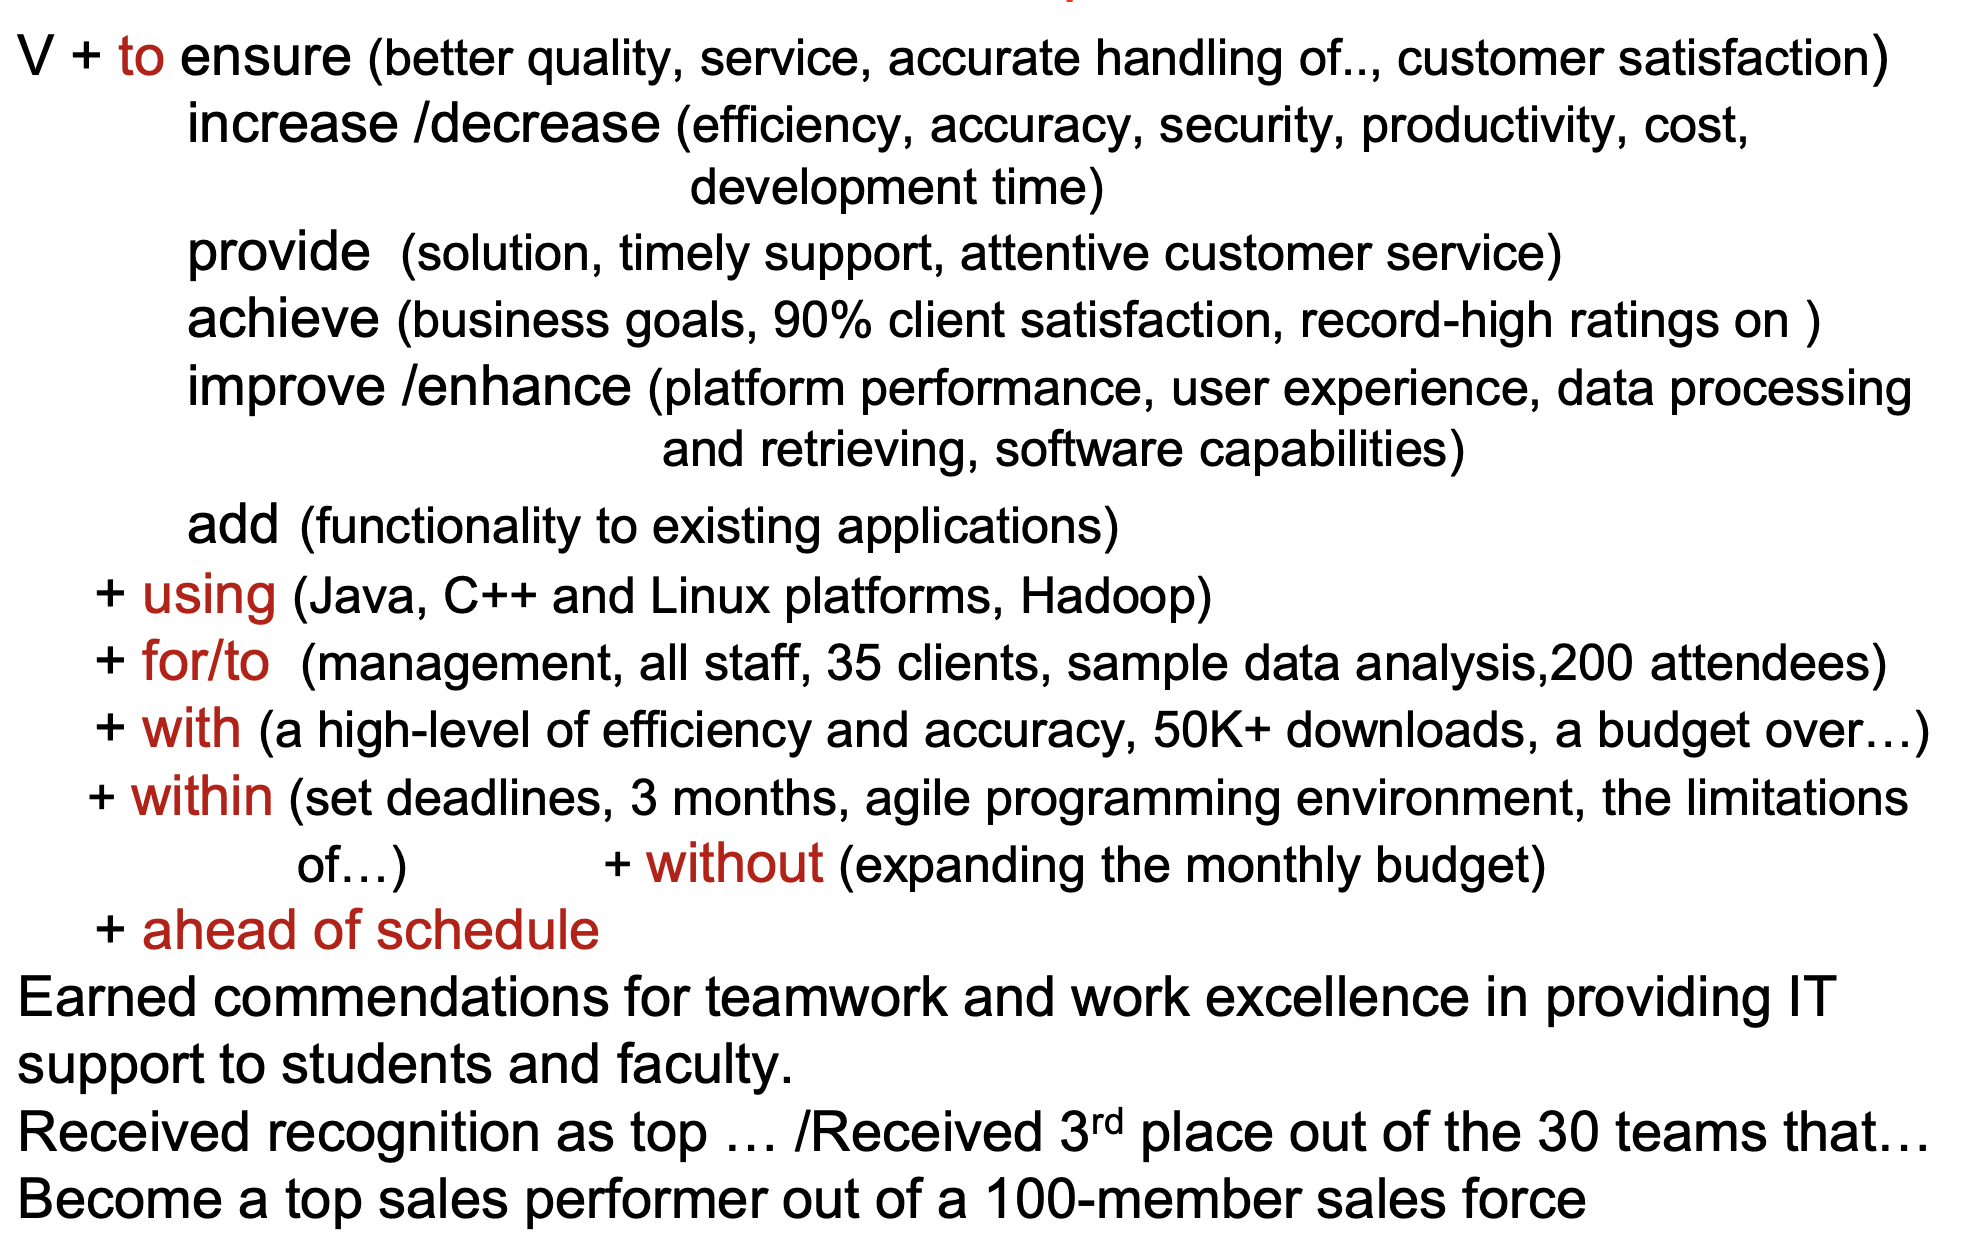 V + to ensure (better quality, service, accurate handling of.., customer satisfaction)
increase /decrease (efficiency, accuracy, security, productivity, cost,
development time)
provide (solution, timely support, attentive customer service)
achieve (business goals, 90% client satisfaction, record-high ratings on )
improve /enhance (platform performance, user experience, data processing
and retrieving, software capabilities)
add (functionality to existing applications)
+ using (Java, C++ and Linux platforms, Hadoop)
+ for/to (management, all staff, 35 clients, sample data analysis,200 attendees)
+ with (a high-level of efficiency and accuracy, 50K+ downloads, a budget over…)
+ within (set deadlines, 3 months, agile programming environment, the limitations
of…) + without (expanding the monthly budget)
+ ahead of schedule
Earned commendations for teamwork and work excellence in providing IT
support to students and faculty.
Received recognition as top … /Received 3rd place out of the 30 teams that…
Become a top sales performer out of a 100-member sales force